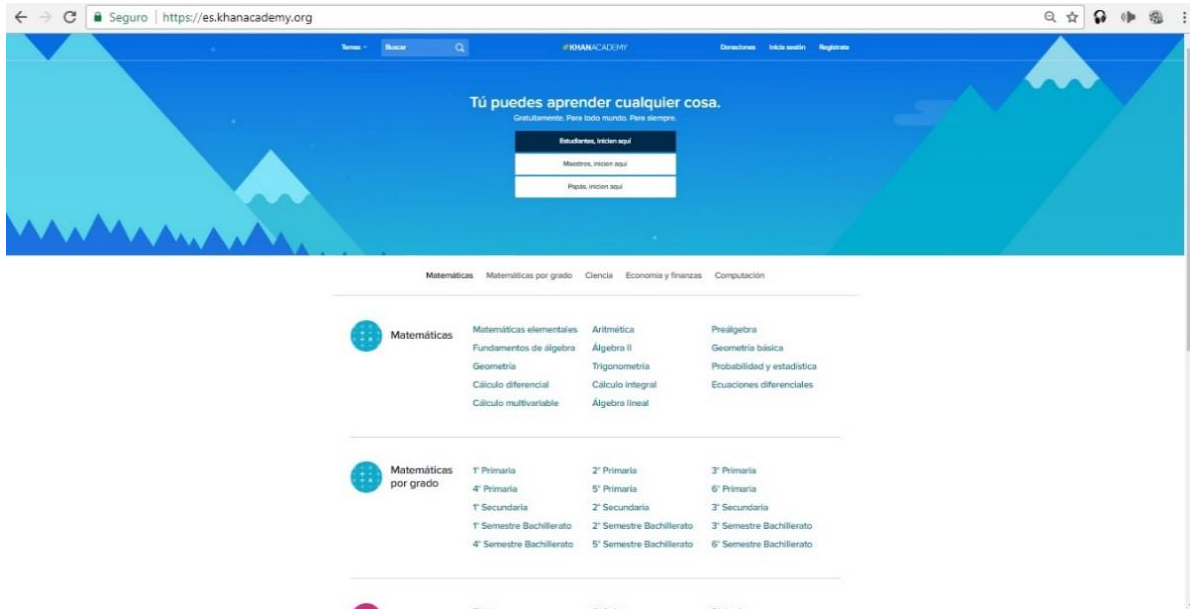 Seguro | https://es.khanacademy.org
Temas Buscar KHANACADEMY Donaciones Inicia sesión Regístrate
Tú puedes aprender cualquier cosa.
Gratuitamente. Para todo mundo. Para siempre.
Estudiantes, inicien aquí
Maestros, inicien aquí
Papás, inicien aquí
Matemáticas Matemáticas por grado Ciencia Economía y finanzas Computación
Matemáticas
Matemáticas elementales Aritmética Preálgebra
Fundamentos de álgebra Álgebra II Geometría básica
Geometría Trigonometría Probabilidad y estadística
Cálculo diferencial Cálculo integral Ecuaciones diferenciales
Cálculo multivariable Álgebra lineal
Matemáticas
por grado
1° Primaria 2° Primaria 3° Primaria
4° Primaria 5° Primaria 6° Primaria
1° Secundaria 2° Secundaria 3° Secundaria
1° Semestre Bachillerato 2° Semestre Bachillerato 3° Semestre Bachillerato
4° Semestre Bachillerato 5° Semestre Bachillerato 6° Semestre Bachillerato